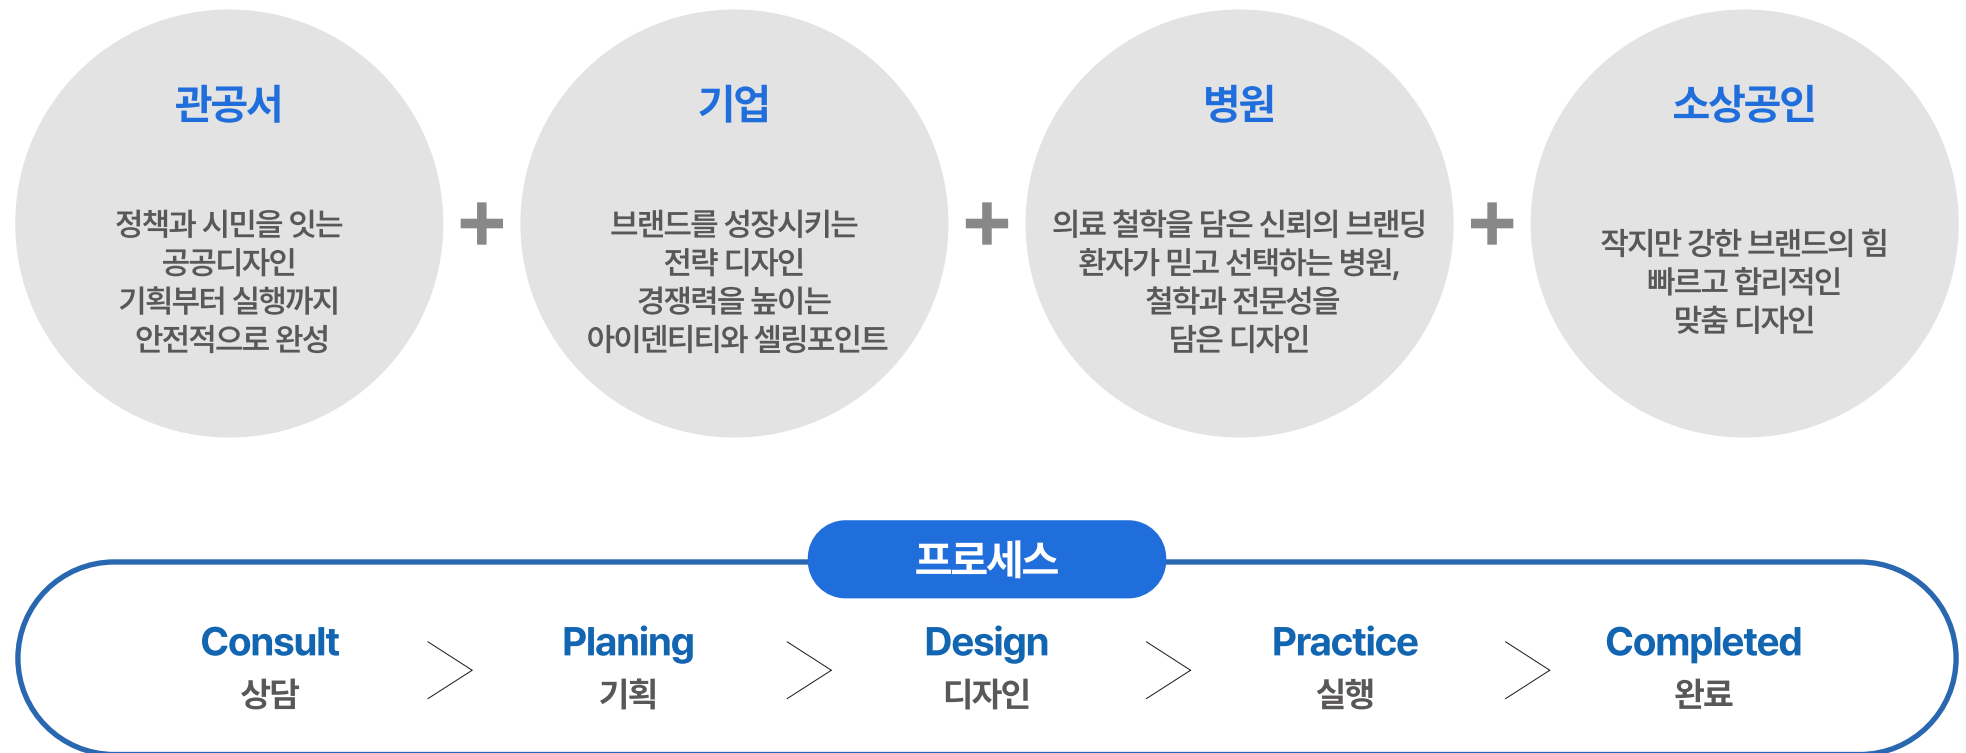 관공서
정책과 시민을 잇는
공공디자인
기획부터 실행까지
안전적으로 완성
기업
브랜드를 성장시키는
전략 디자인
경쟁력을 높이는
아이덴티티와 셀링포인트
병원
의료 철학을 담은 신뢰의 브랜딩
환자가 믿고 선택하는 병원,
철학과 전문성을
담은 디자인
소상공인
작지만 강한 브랜드의 힘
빠르고 합리적인
맞춤 디자인
프로세스
Consult
상담
Planing
기획
Design
디자인
Practice
실행
Completed
완료